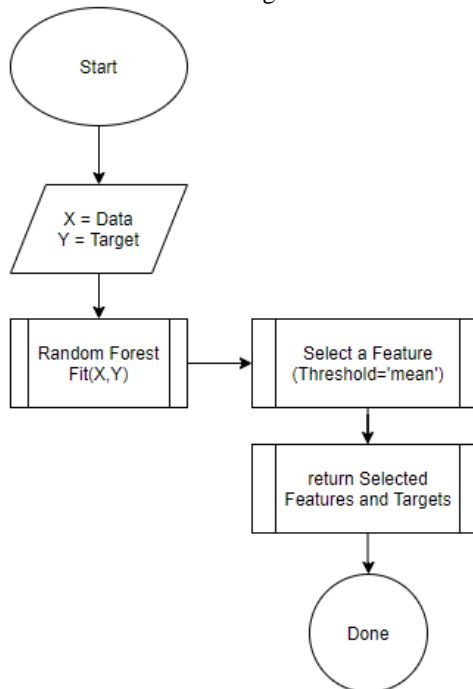 Start
X = Data
Y = Target
Random Forest
Fit(X,Y)
Select a Feature
(Threshold='mean')
return Selected
Features and Targets
Done